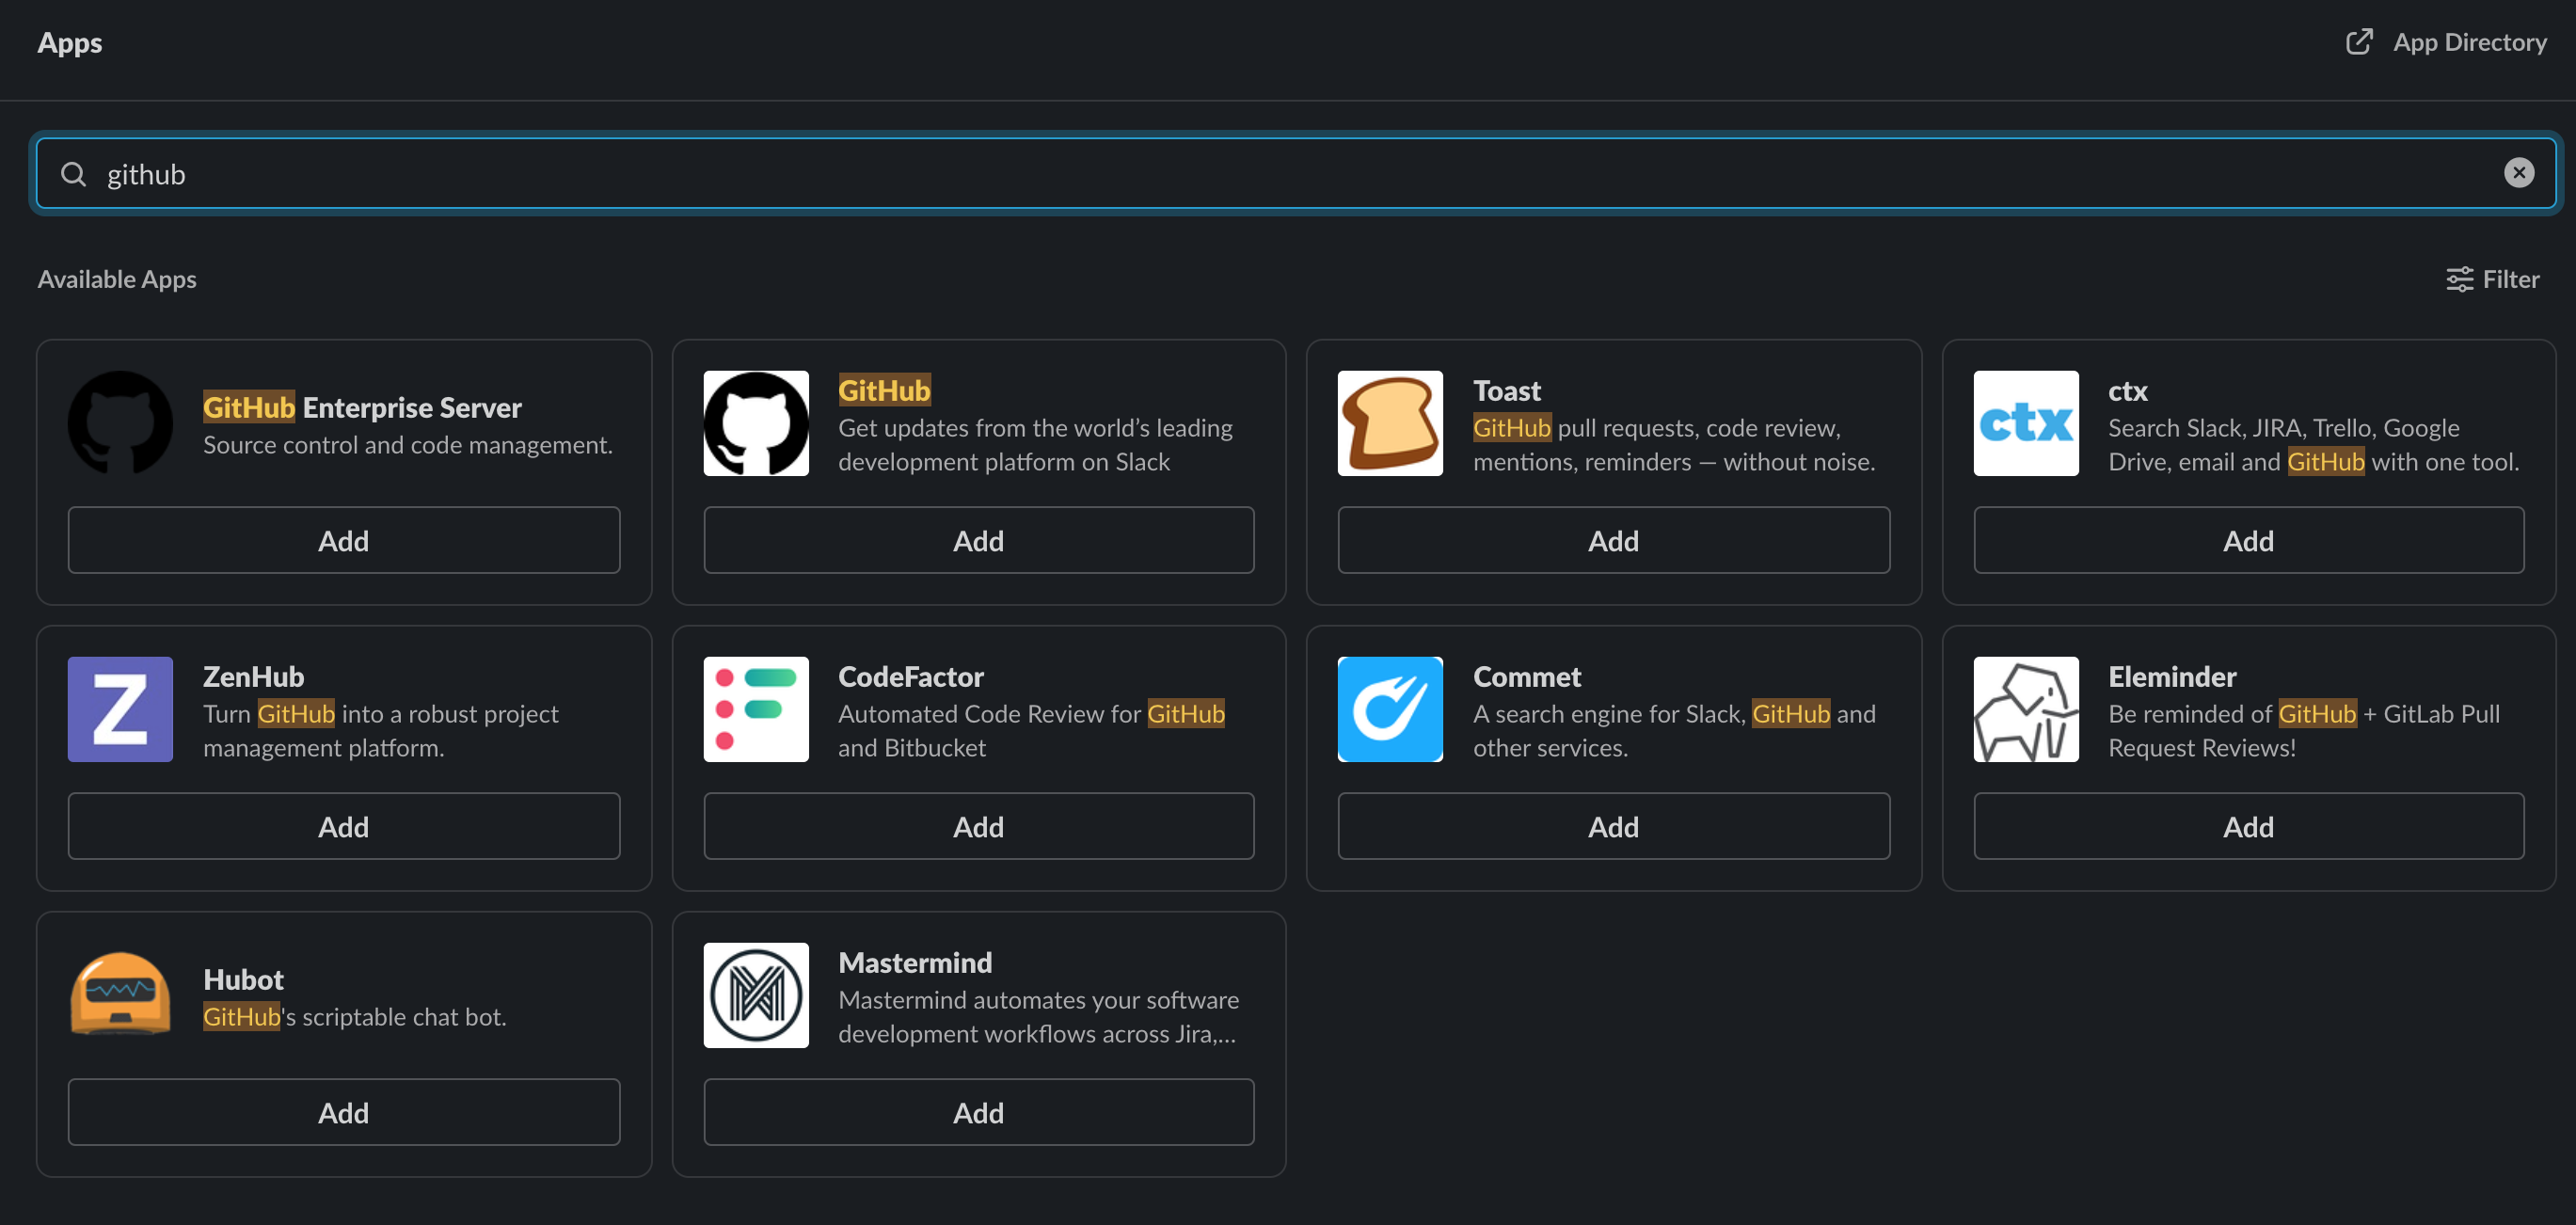 Apps
App Directory
github
Available Apps
Filter
GitHub Enterprise Server
Source control and code management.
Add
GitHub
Get updates from the world’s leading
development platform on Slack
Add
Toast
GitHub pull requests, code review,
mentions, reminders — without noise.
Add
ctx
ctx
Search Slack, JIRA, Trello, Google
Drive, email and GitHub with one tool.
Add
Z
ZenHub
Turn GitHub into a robust project
management platform.
Add
CodeFactor
Automated Code Review for GitHub
and Bitbucket
Add
Commet
A search engine for Slack, GitHub and
other services.
Add
Eleminder
Be reminded of GitHub + GitLab Pull
Request Reviews!
Add
Hubot
GitHub's scriptable chat bot.
Add
M
Mastermind
Mastermind automates your software
development workflows across Jira,...
Add